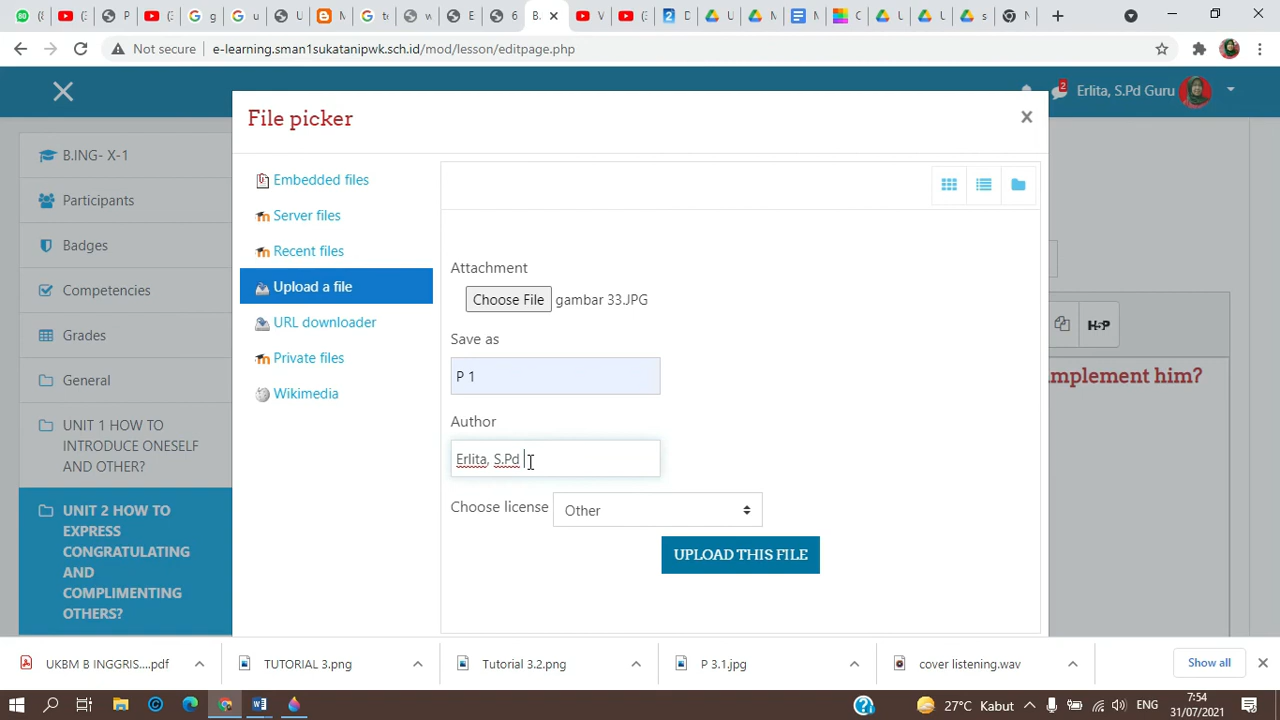 Not secure
e-learning.sman1sukatanipwk.sch.id/mod/lesson/editpage.php
2
Erlita, S.Pd Guru
File picker
B.ING- X-1
Participants
Badges
Competencies
Grades
General
UNIT 1 HOW TO
INTRODUCE ONESELF
AND OTHER?
UNIT 2 HOW TO
EXPRESS
CONGRATULATING
AND
COMPLIMENTING
OTHERS?
Embedded files
Server files
Recent files
Upload a file
URL downloader
Private files
Wikimedia
Attachment
Choose File gambar 33.JPG
Save as
P 1
Author
Erlita, S.Pd
Choose license Other
UPLOAD THIS FILE
H-P
mplement him?
UKBM B INGGRIS....pdf
TUTORIAL 3.png
Tutorial 3.2.png
P 3.1.jpg
cover listening.wav
Show all
27°C Kabut
ENG
7:54
31/07/2021